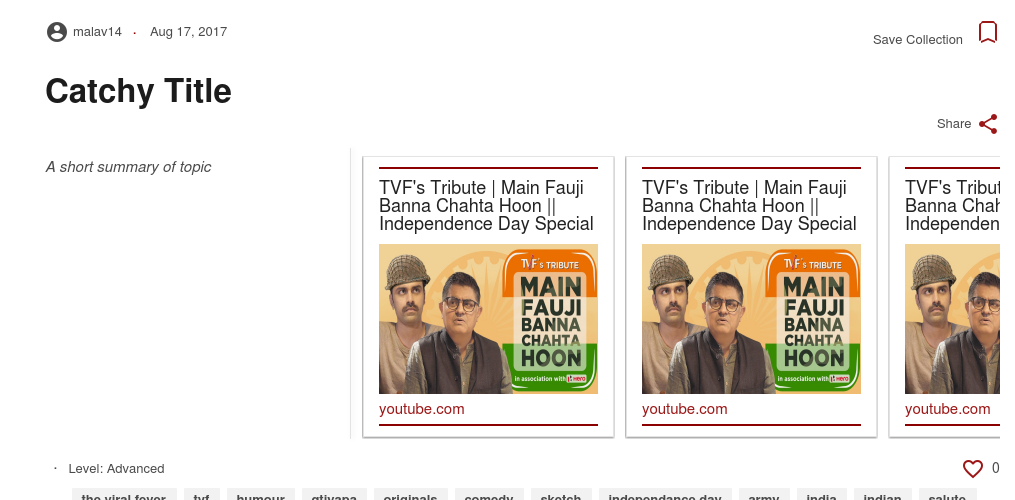 malav14 · Aug 17, 2017
Save Collection
Catchy Title
Share
A short summary of topic
TVF's Tribute | Main Fauji
Banna Chahta Hoon ||
Independence Day Special
TVF's TRIBUTE
MAIN
FAUJI
BANNA
CHAHTA
HOON
in association with Hero
youtube.com
TVF's Tribute | Main Fauji
Banna Chahta Hoon ||
Independence Day Special
TVF's TRIBUTE
MAIN
FAUJI
BANNA
CHAHTA
HOON
in association with Hero
youtube.com
TVF's Tribut
Banna Chah
Independen
youtube.com
· Level: Advanced
0
the viral fever tvf humour qtiyapa originals comedy sketch independance day army india indian salute